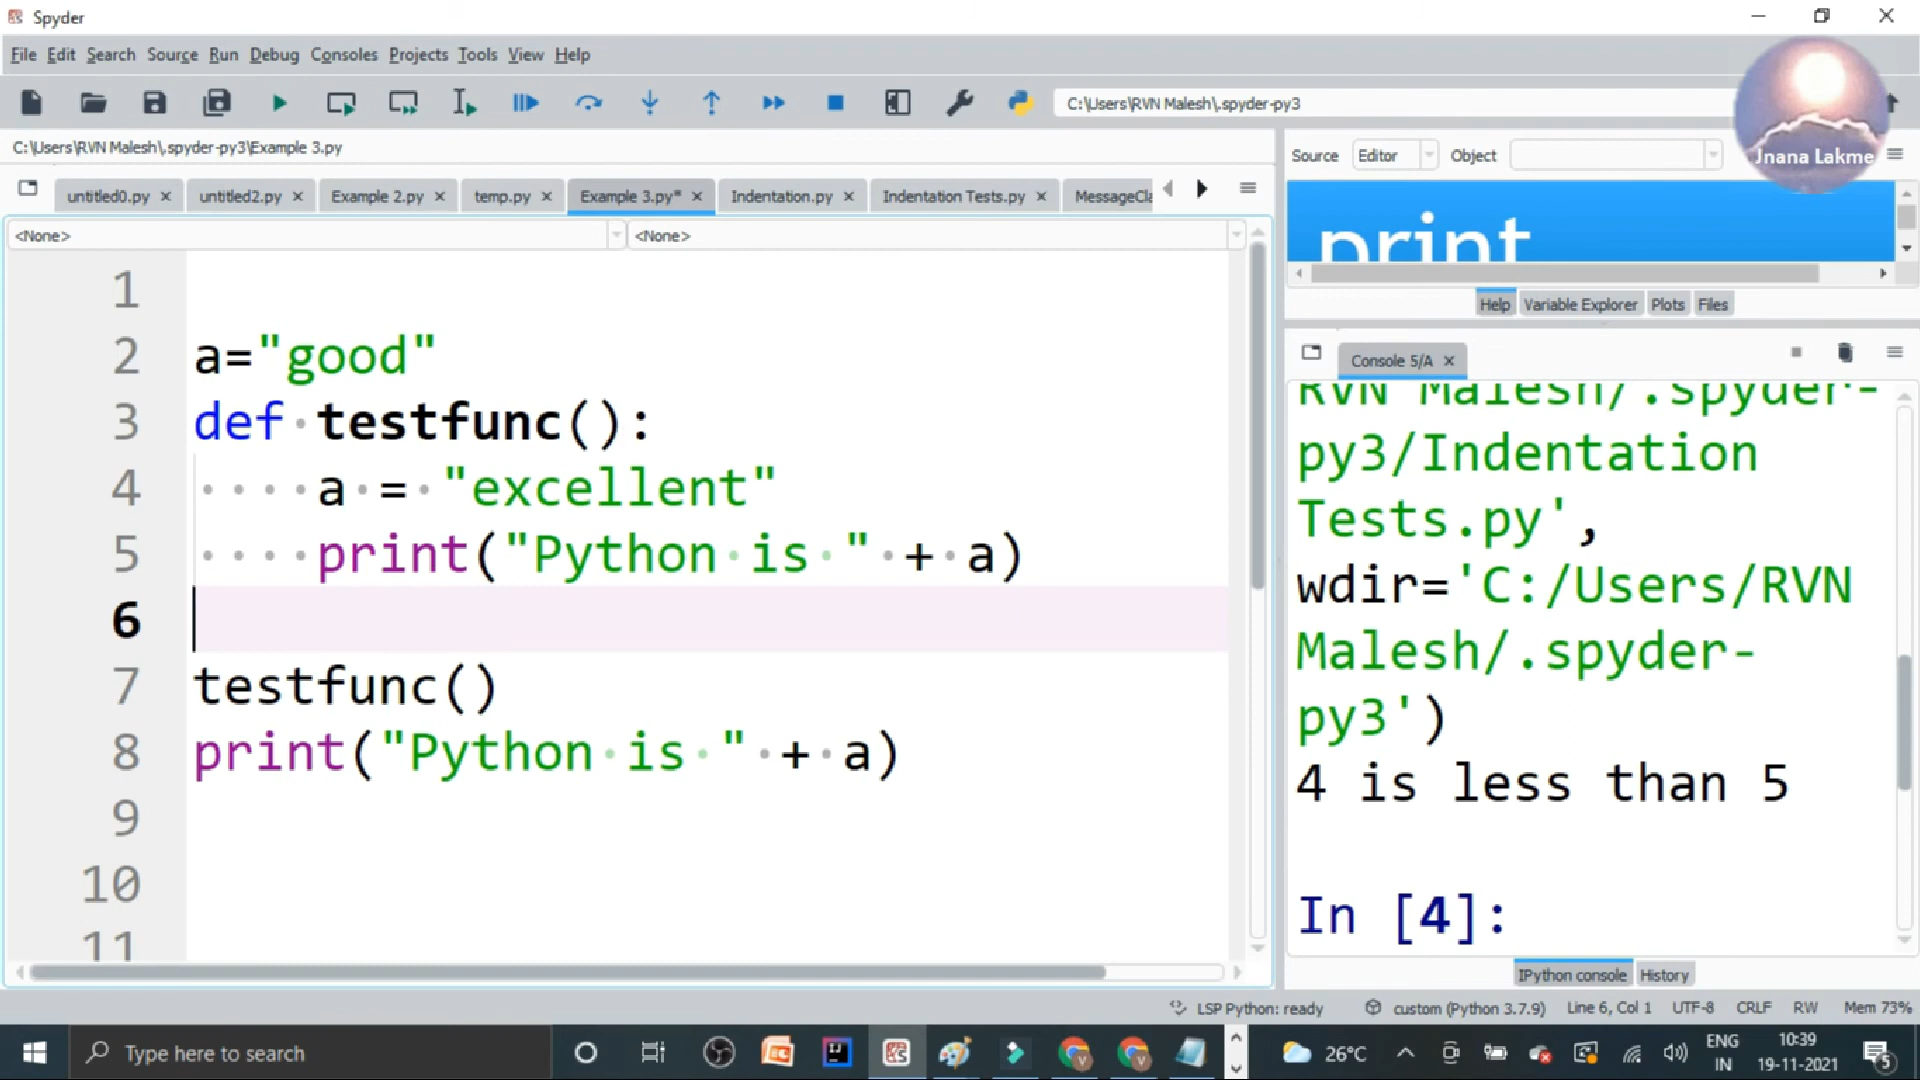 Spyder
File Edit Search Source Run Debug Consoles Projects Tools View Help
C:\Users\RVN Malesh\.spyder-py3
Jnana Lakme
C:\Users\RVN Malesh\.spyder-py3\Example 3.py
Source Editor Object
untitled0.py untitled2.py Example 2.py temp.py Example 3.py* Indentation.py Indentation Tests.py MessageCla
print
<None> <None>
Help Variable Explorer Plots Files
1
2 a="good"
3 def testfunc():
4 a = "excellent"
5 print("Python is " + a)
6
7 testfunc()
8 print("Python is " + a)
9
10
11
Console 5/A
RVN Malesh/.spyder-
py3/Indentation
Tests.py',
wdir='C:/Users/RVN
Malesh/.spyder-
py3')
4 is less than 5
In [4]:
IPython console History
LSP Python: ready custom (Python 3.7.9) Line 6, Col 1 UTF-8 CRLF RW Mem 73%
Type here to search
26°C
ENG
IN
10:39
19-11-2021
5